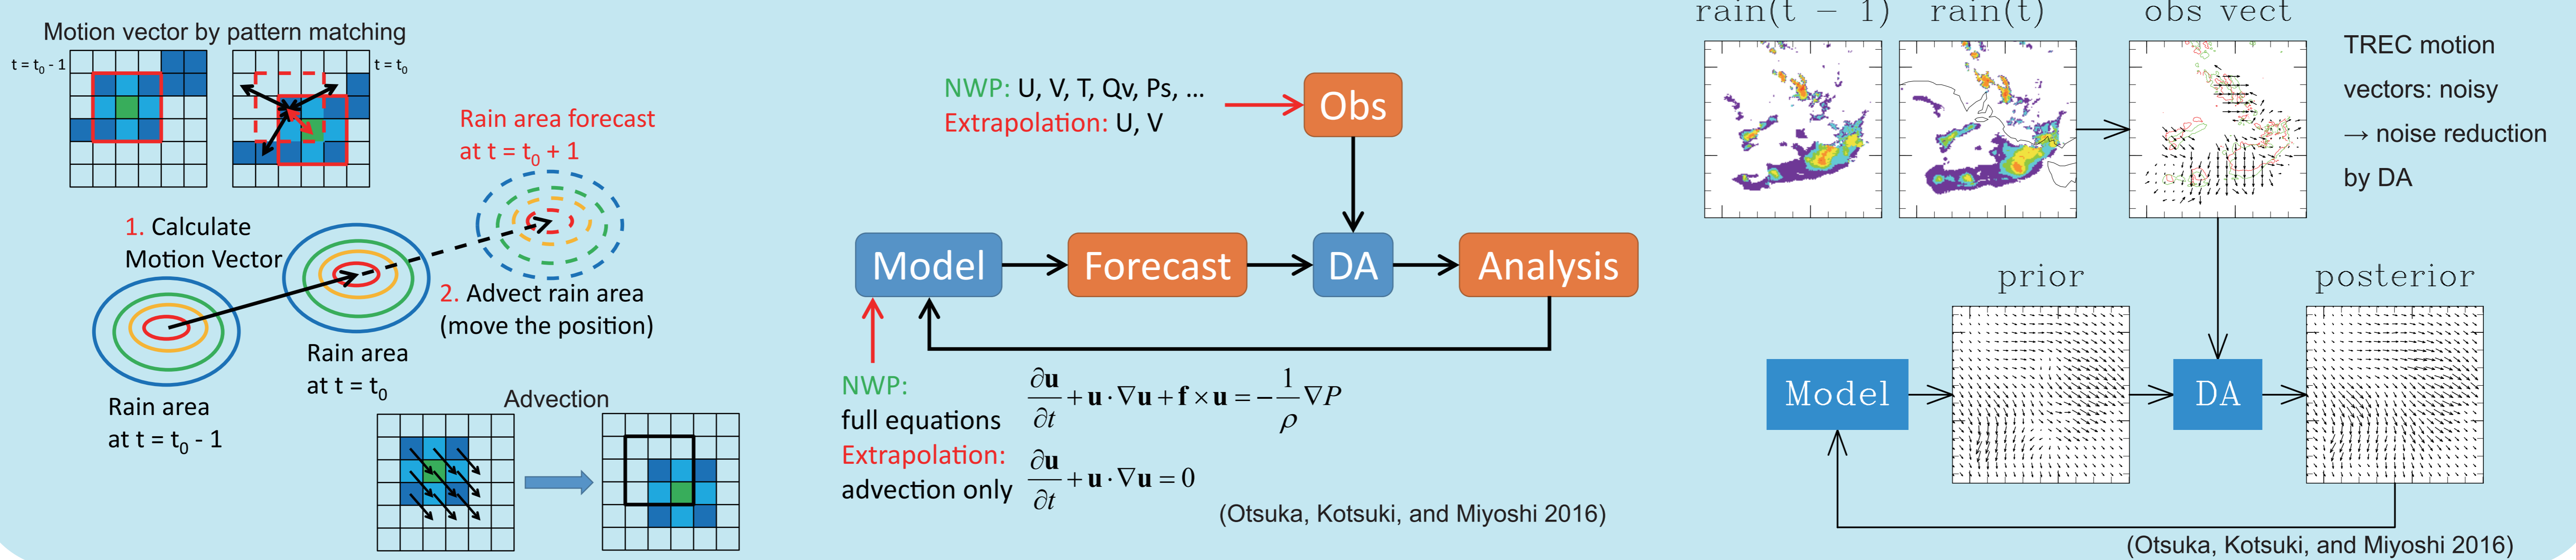 Motion vector by pattern matching
t = t₀ - 1
t = t₀
Rain area forecast
at t = t₀ + 1
1. Calculate
Motion Vector
2. Advect rain area
(move the position)
Rain area
at t = t₀
Rain area
at t = t₀ - 1
Advection
NWP: U, V, T, Qv, Ps, ...
Extrapolation: U, V
Obs
Model
Forecast
DA
Analysis
NWP:
full equations
∂u/∂t + u · ∇u + f × u = − 1/ρ ∇P
Extrapolation:
advection only
∂u/∂t + u · ∇u = 0
(Otsuka, Kotsuki, and Miyoshi 2016)
rain(t − 1)
rain(t)
obs vect
TREC motion
vectors: noisy
→ noise reduction
by DA
prior
posterior
Model
DA
(Otsuka, Kotsuki, and Miyoshi 2016)